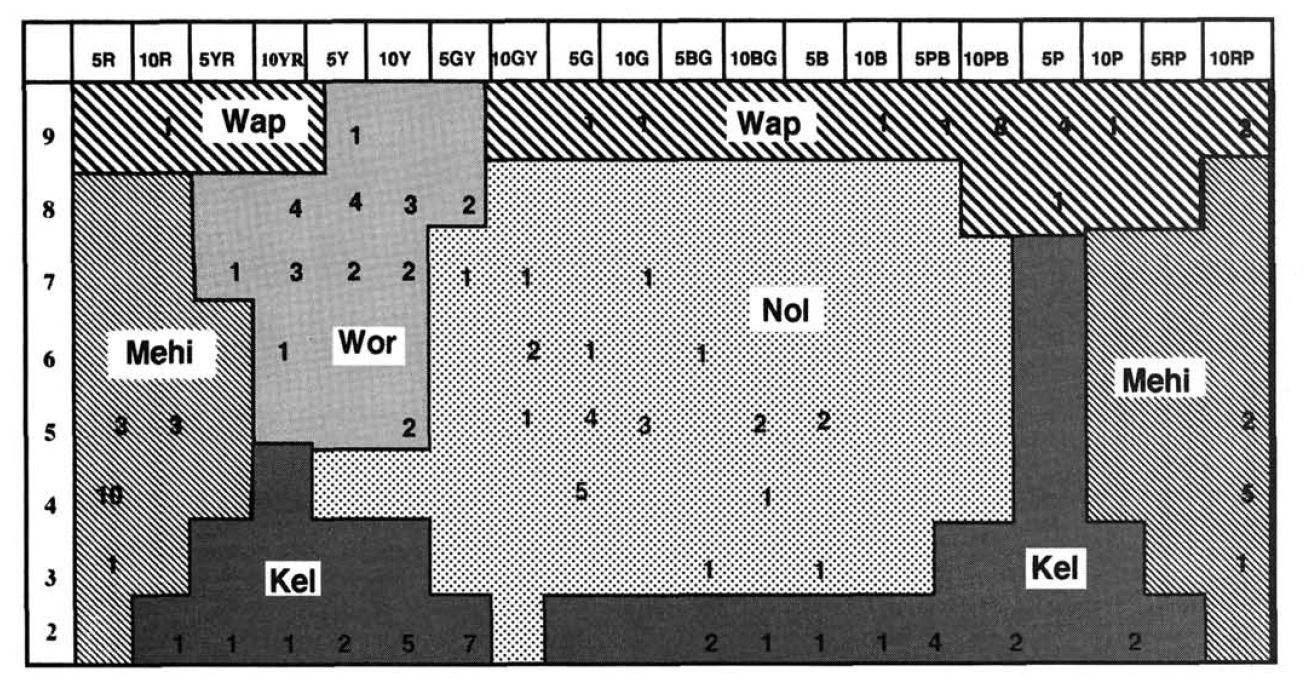 5R 10R 5YR 10YR 5Y 10Y 5GY 10GY 5G 10G 5BG 10BG 5B 10B 5PB 10PB 5P 10P 5RP 10RP
9 1 Wap 1 1 1 Wap 1 1 2 4 1 2
8 4 4 3 2 1
7 1 3 2 2 1 1 1
Nol
6 Mehi 1 Wor 2 1 1
Mehi
5 3 3 2 1 4 3 2 2 2
4 10 5 1 5
3 1 Kel 1 1 Kel 1
2 1 1 1 2 5 7 2 1 1 1 4 2 2